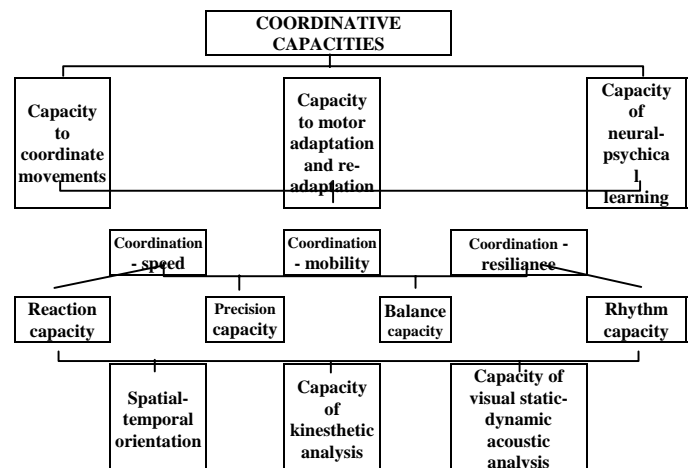 COORDINATIVE
CAPACITIES
Capacity
to
coordinate
movements
Capacity
to motor
adaptation
and re-
adaptation
Capacity
of
neural-
psychica
l
learning
Coordination
- speed
Coordination
- mobility
Coordination -
resiliance
Reaction
capacity
Precision
capacity
Balance
capacity
Rhythm
capacity
Spatial-
temporal
orientation
Capacity
of
kinesthetic
analysis
Capacity of
visual static-
dynamic
acoustic
analysis